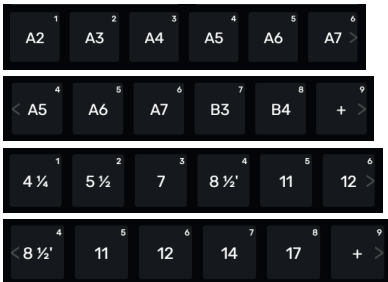 1 2 3 4 5 6
A2 A3 A4 A5 A6 A7 >
4 5 6 7 8 9
< A5 A6 A7 B3 B4 + >
1 2 3 4 5 6
4 ¼ 5 ½ 7 8 ½' 11 12 >
4 5 6 7 8 9
< 8 ½' 11 12 14 17 + >